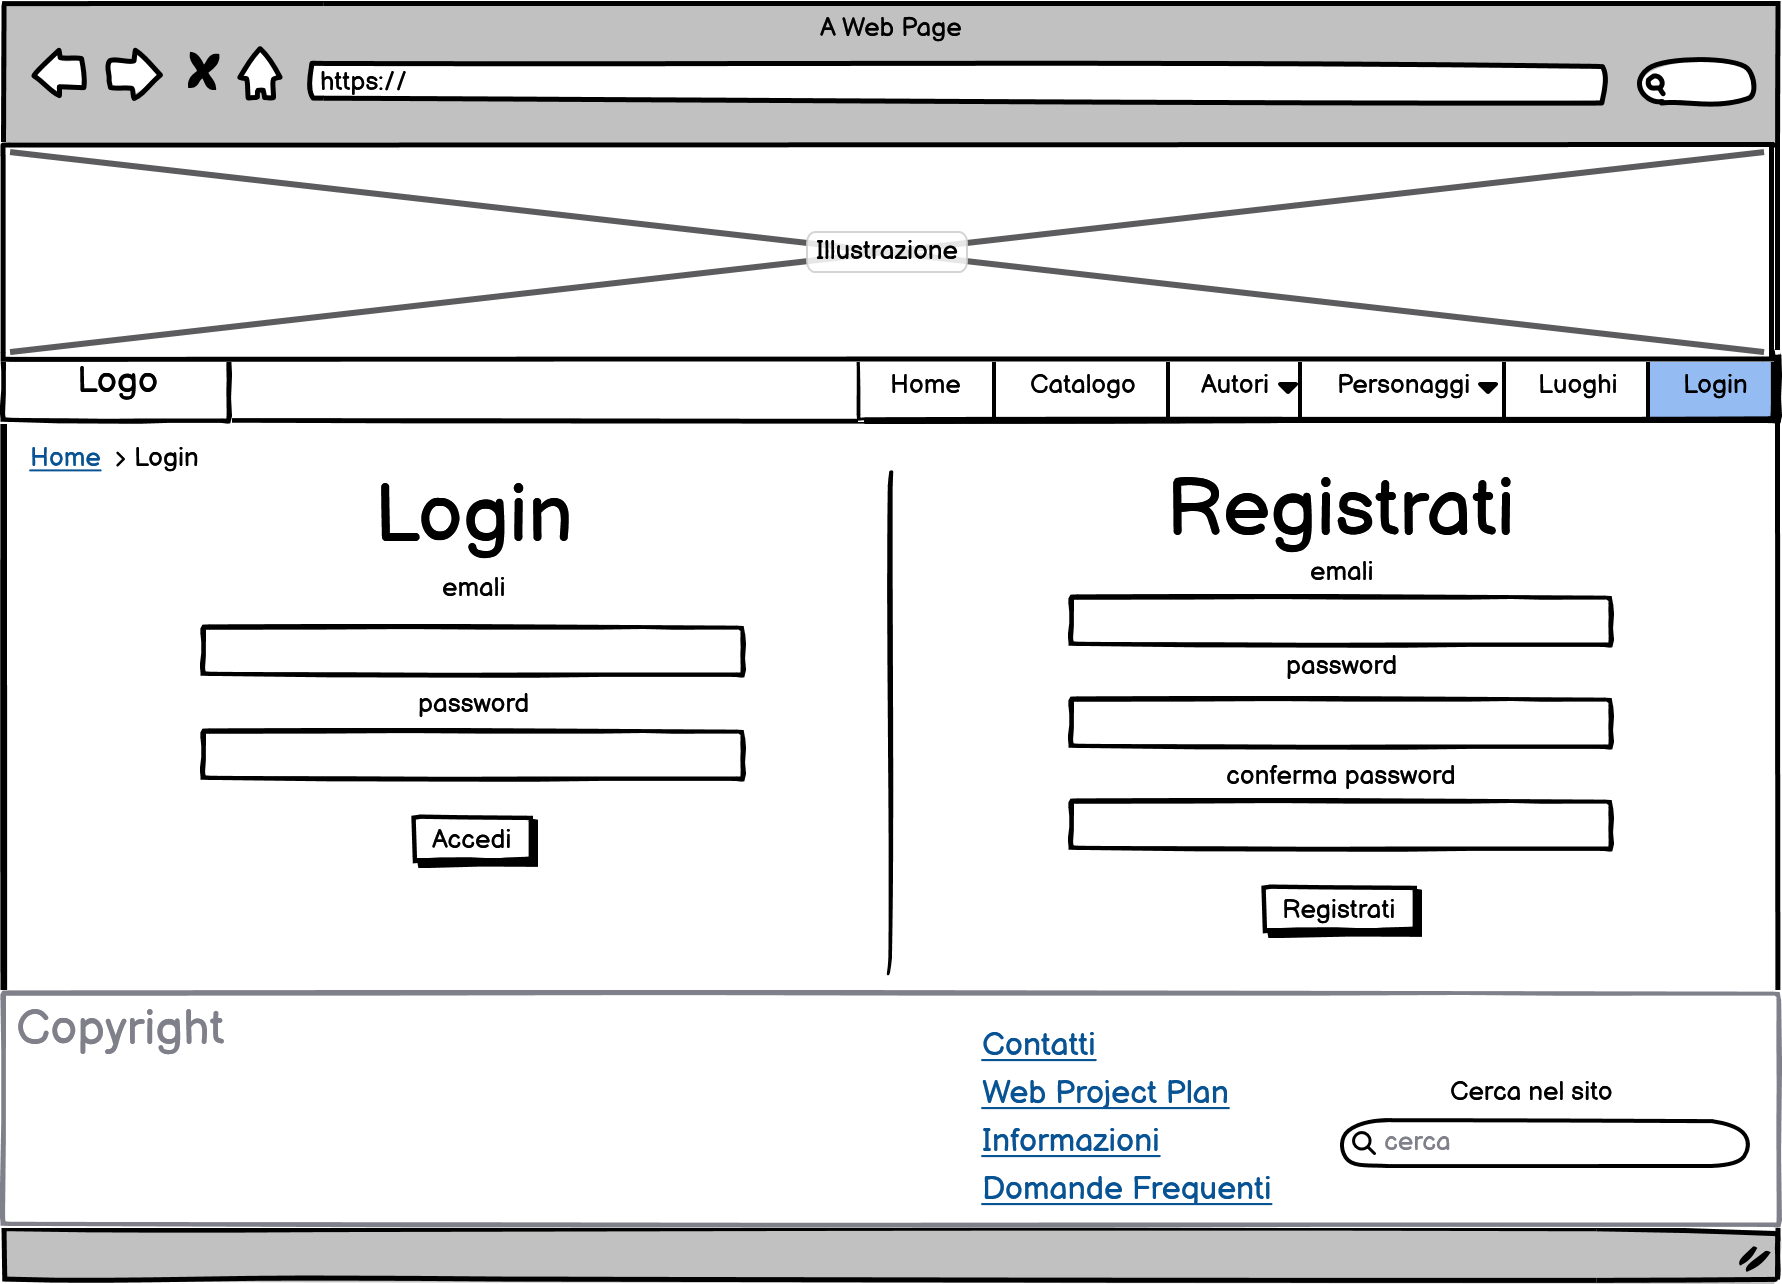 A Web Page
https://
Illustrazione
Logo
Home
Catalogo
Autori
Personaggi
Luoghi
Login
Home > Login
Login
emali
password
Accedi
Registrati
emali
password
conferma password
Registrati
Copyright
Contatti
Web Project Plan
Informazioni
Domande Frequenti
Cerca nel sito
cerca